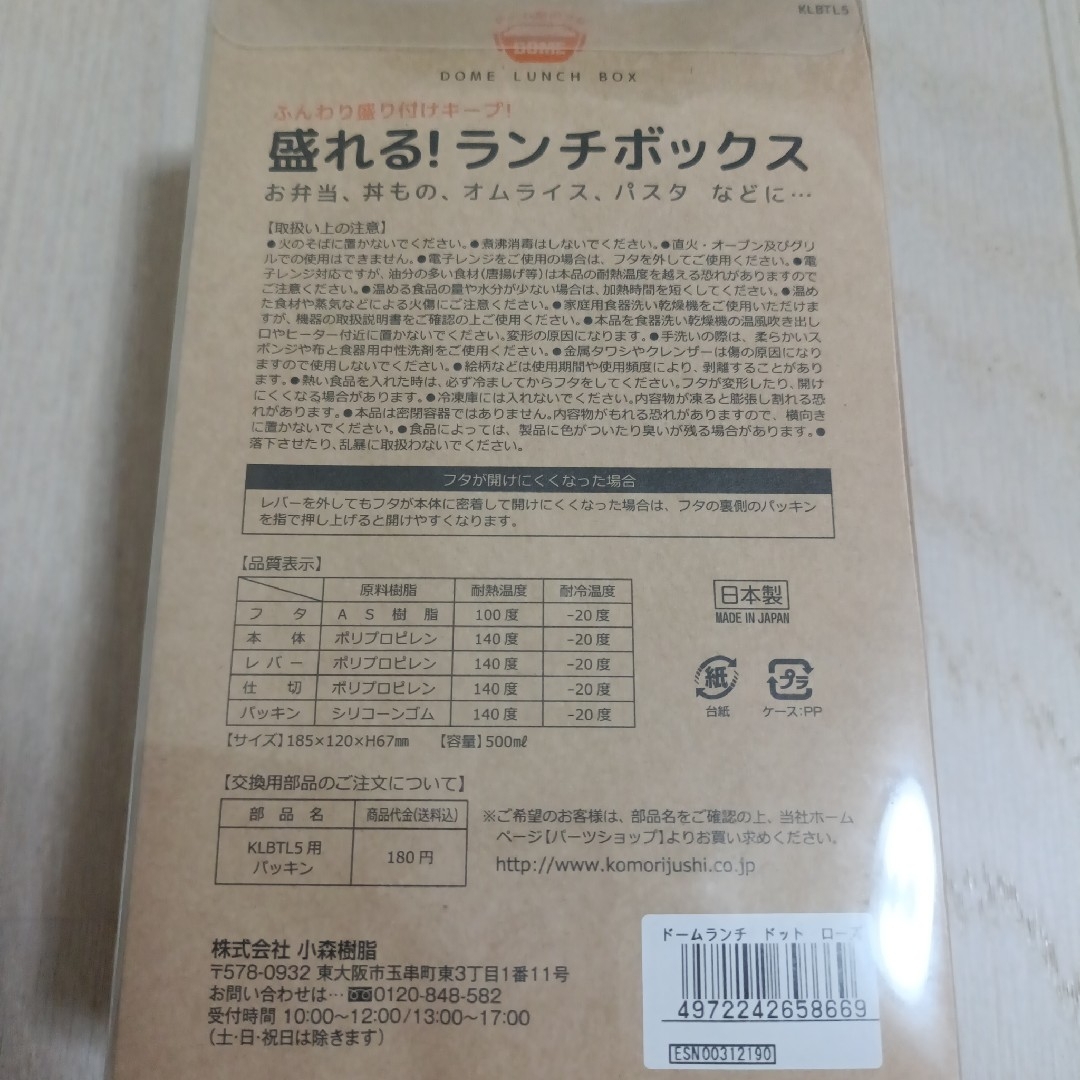 KLBTL5
DOME
DOME LUNCH BOX
ふんわり盛り付けキープ!
盛れる!ランチボックス
お弁当、丼もの、オムライス、パスタ などに…
【取扱い上の注意】
●火のそばに置かないでください。●煮沸消毒はしないでください。●直火・オーブン及びグリ
ルでの使用はできません。●電子レンジをご使用の場合は、フタを外してご使用ください。●電
子レンジ対応ですが、油分の多い食材(唐揚げ等)は本品の耐熱温度を越える恐れがありますので
ご注意ください。●温める食品の量や水分が少ない場合は、加熱時間を短くしてください。●温め
た食材や蒸気などによる火傷にご注意ください。●家庭用食器洗い乾燥機をご使用いただけま
すが、機器の取扱説明書をご確認の上ご使用ください。●本品を食器洗い乾燥機の温風吹き出し
口やヒーター付近に置かないでください。変形の原因になります。●手洗いの際は、柔らかいス
ポンジや布と食器用中性洗剤をご使用ください。●金属タワシやクレンザーは傷の原因になり
ますので使用しないでください。●絵柄などは使用期間や使用頻度により、剥離することがあり
ます。●熱い食品を入れた時は、必ず冷ましてからフタをしてください。フタが変形したり、開け
にくくなる場合があります。●冷凍庫には入れないでください。内容物が凍ると膨張し割れる恐
れがあります。●本品は密閉容器ではありません。内容物がもれる恐れがありますので、横向き
に置かないでください。●食品によっては、製品に色がついたり臭いが残る場合があります。●
落下させたり、乱暴に取扱わないでください。
フタが開けにくくなった場合
レバーを外してもフタが本体に密着して開けにくくなった場合は、フタの裏側のパッキン
を指で押し上げると開けやすくなります。
【品質表示】
原料樹脂 耐熱温度 耐冷温度
フタ AS樹脂 100度 -20度
本体 ポリプロピレン 140度 -20度
レバー ポリプロピレン 140度 -20度
仕切 ポリプロピレン 140度 -20度
パッキン シリコーンゴム 140度 -20度
【サイズ】185×120×H67㎜ 【容量】500㎖
日本製
MADE IN JAPAN
紙
台紙
プラ
ケース:PP
【交換用部品のご注文について】
部品名 商品代金(送料込)
KLBTL5用
パッキン
180円
※ご希望のお客様は、部品名をご確認の上、当社ホーム
ページ【パーツショップ】よりお買い求めください。
http://www.komorijushi.co.jp
株式会社 小森樹脂
〒578-0932 東大阪市玉串町東3丁目1番11号
お問い合わせは…0120-848-582
受付時間 10:00~12:00/13:00~17:00
(土・日・祝日は除きます)
ドームランチ ドット ローズ
4972242658669
ESN00312190